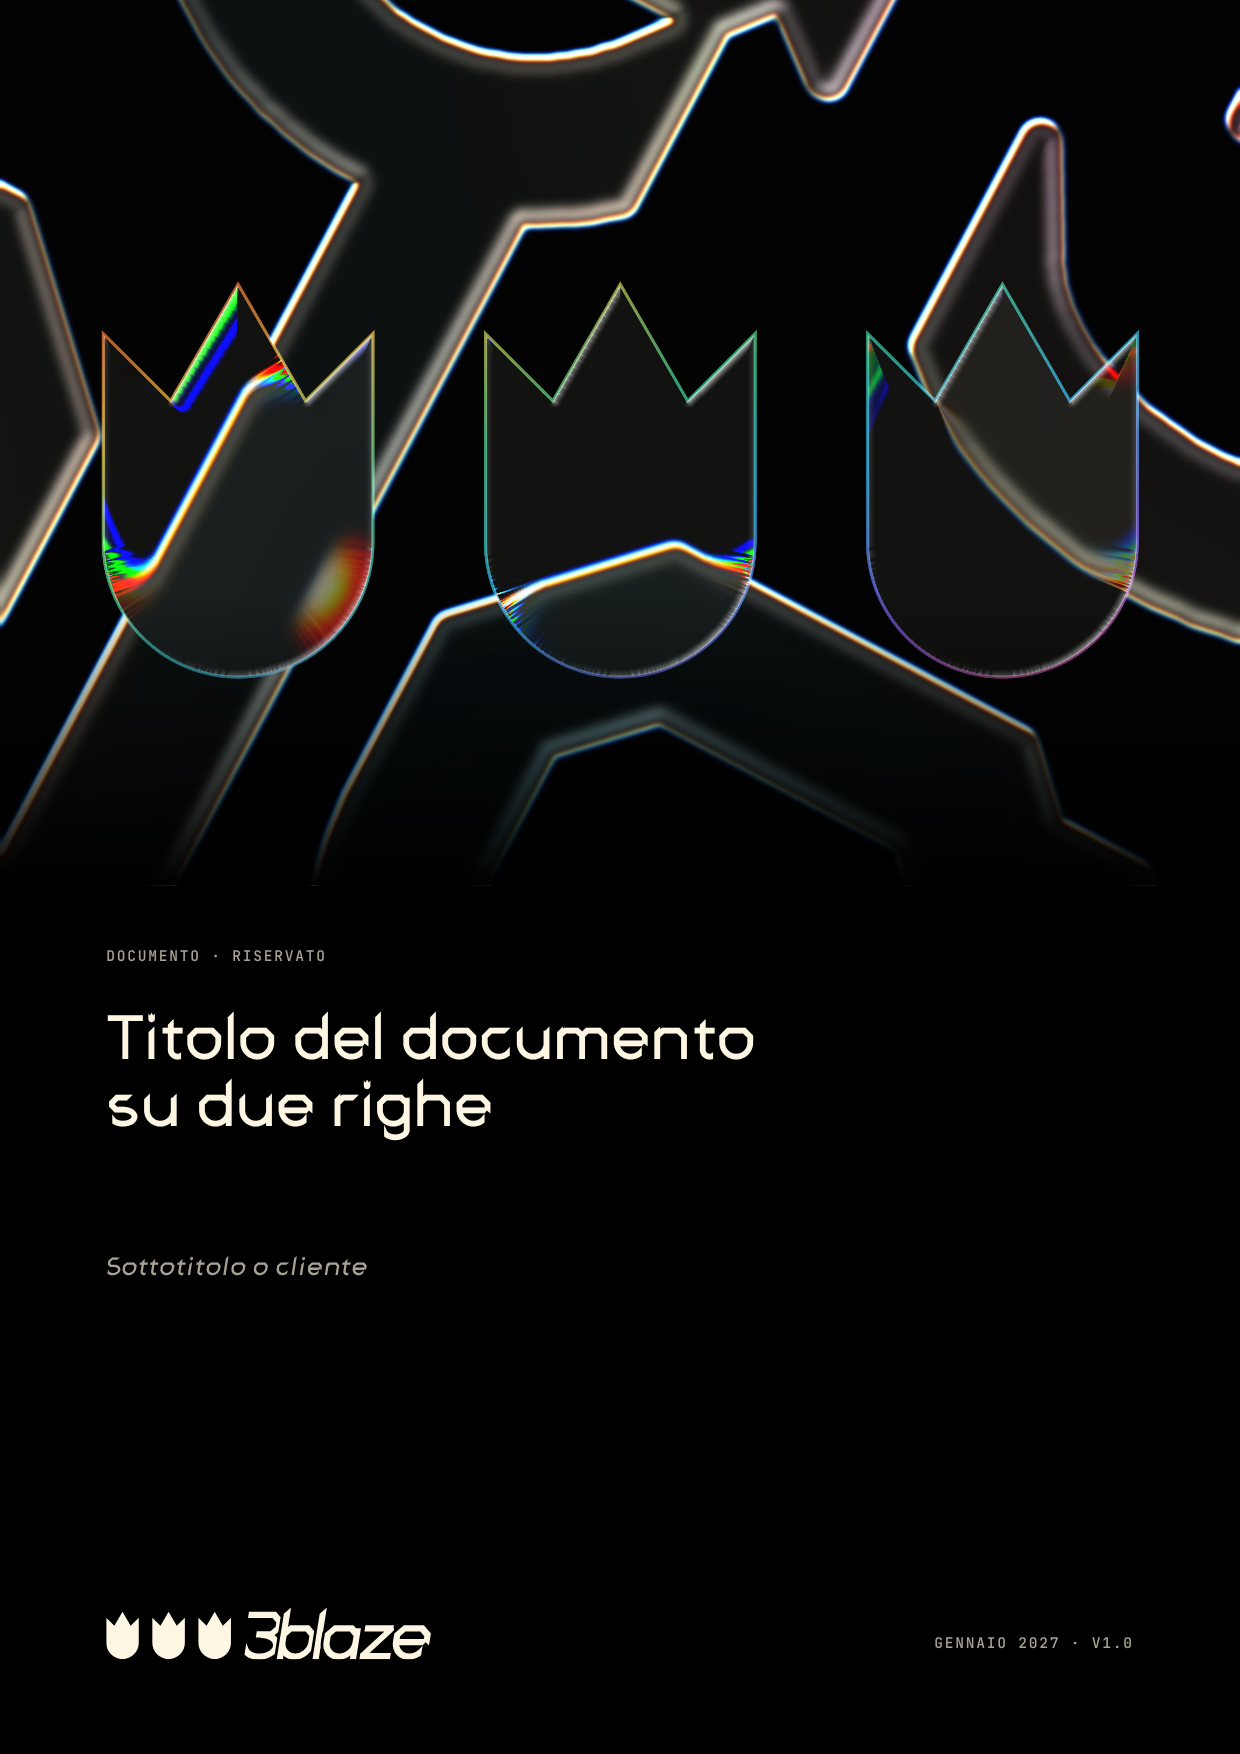 DOCUMENTO · RISERVATO
Titolo del documento
su due righe
Sottotitolo o cliente
3blaze
GENNAIO 2027 · V1.0